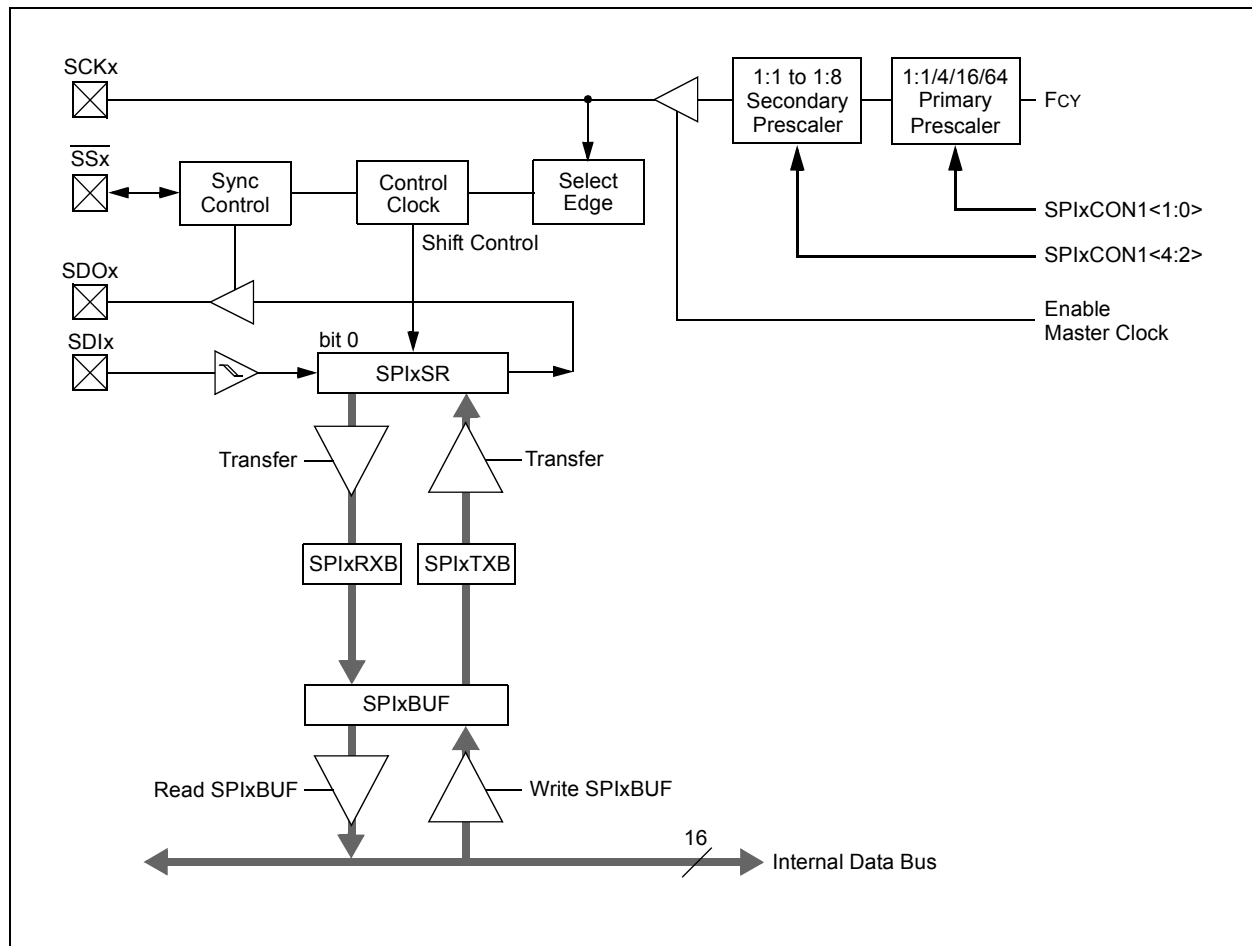 SCKx
1:1 to 1:8
Secondary
Prescaler
1:1/4/16/64
Primary
Prescaler
FCY
SSx
Sync
Control
Control
Clock
Select
Edge
SPIxCON1<1:0>
Shift Control
SPIxCON1<4:2>
SDOx
Enable
Master Clock
SDIx
bit 0
SPIxSR
Transfer
Transfer
SPIxRXB
SPIxTXB
SPIxBUF
Read SPIxBUF
Write SPIxBUF
16
Internal Data Bus